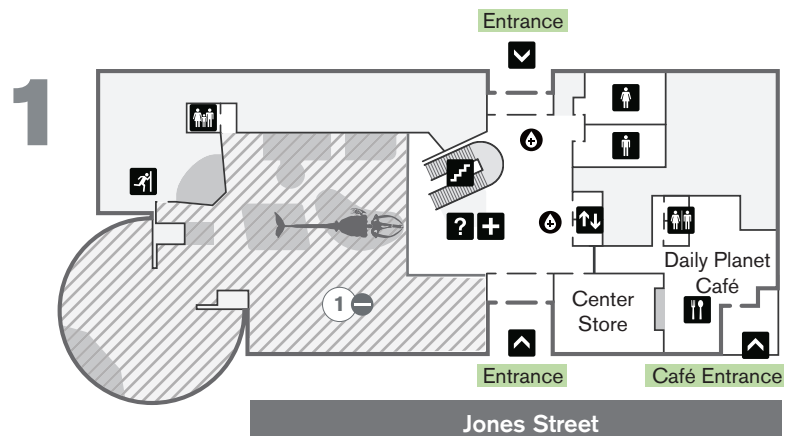 Entrance
1
?
Daily Planet
Café
1
Center
Store
Entrance
Café Entrance
Jones Street